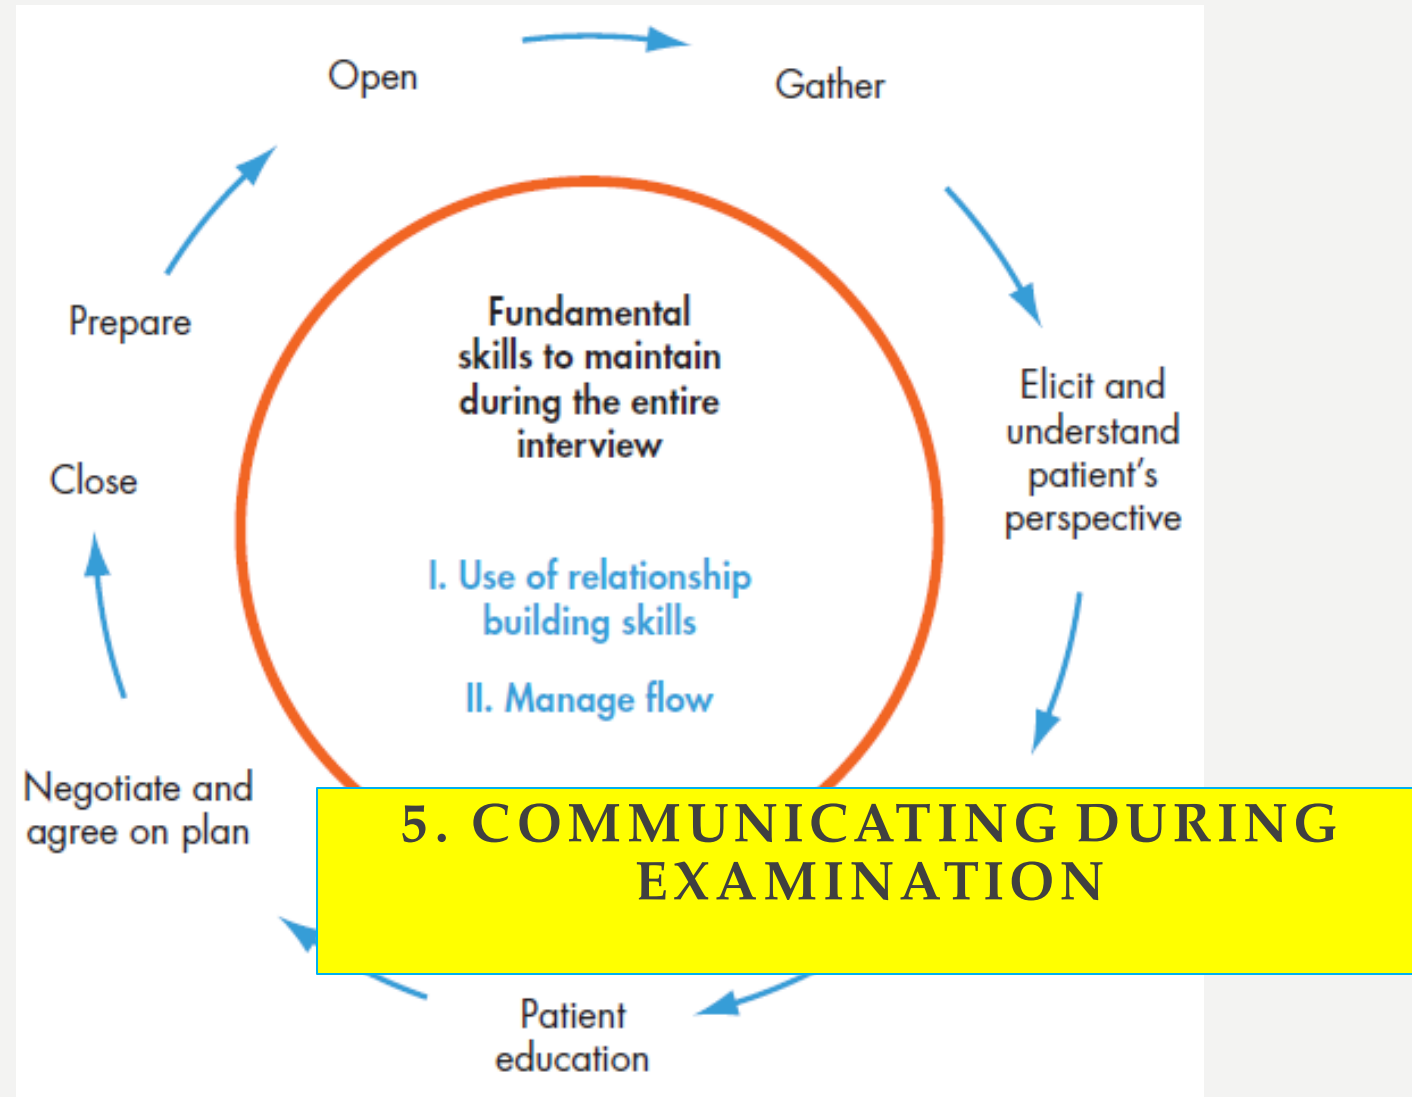 Open
Gather
Prepare
Fundamental
skills to maintain
during the entire
interview
Elicit and
understand
patient's
perspective
Close
I. Use of relationship
building skills
II. Manage flow
Negotiate and
agree on plan
5. COMMUNICATING DURING
EXAMINATION
Patient
education